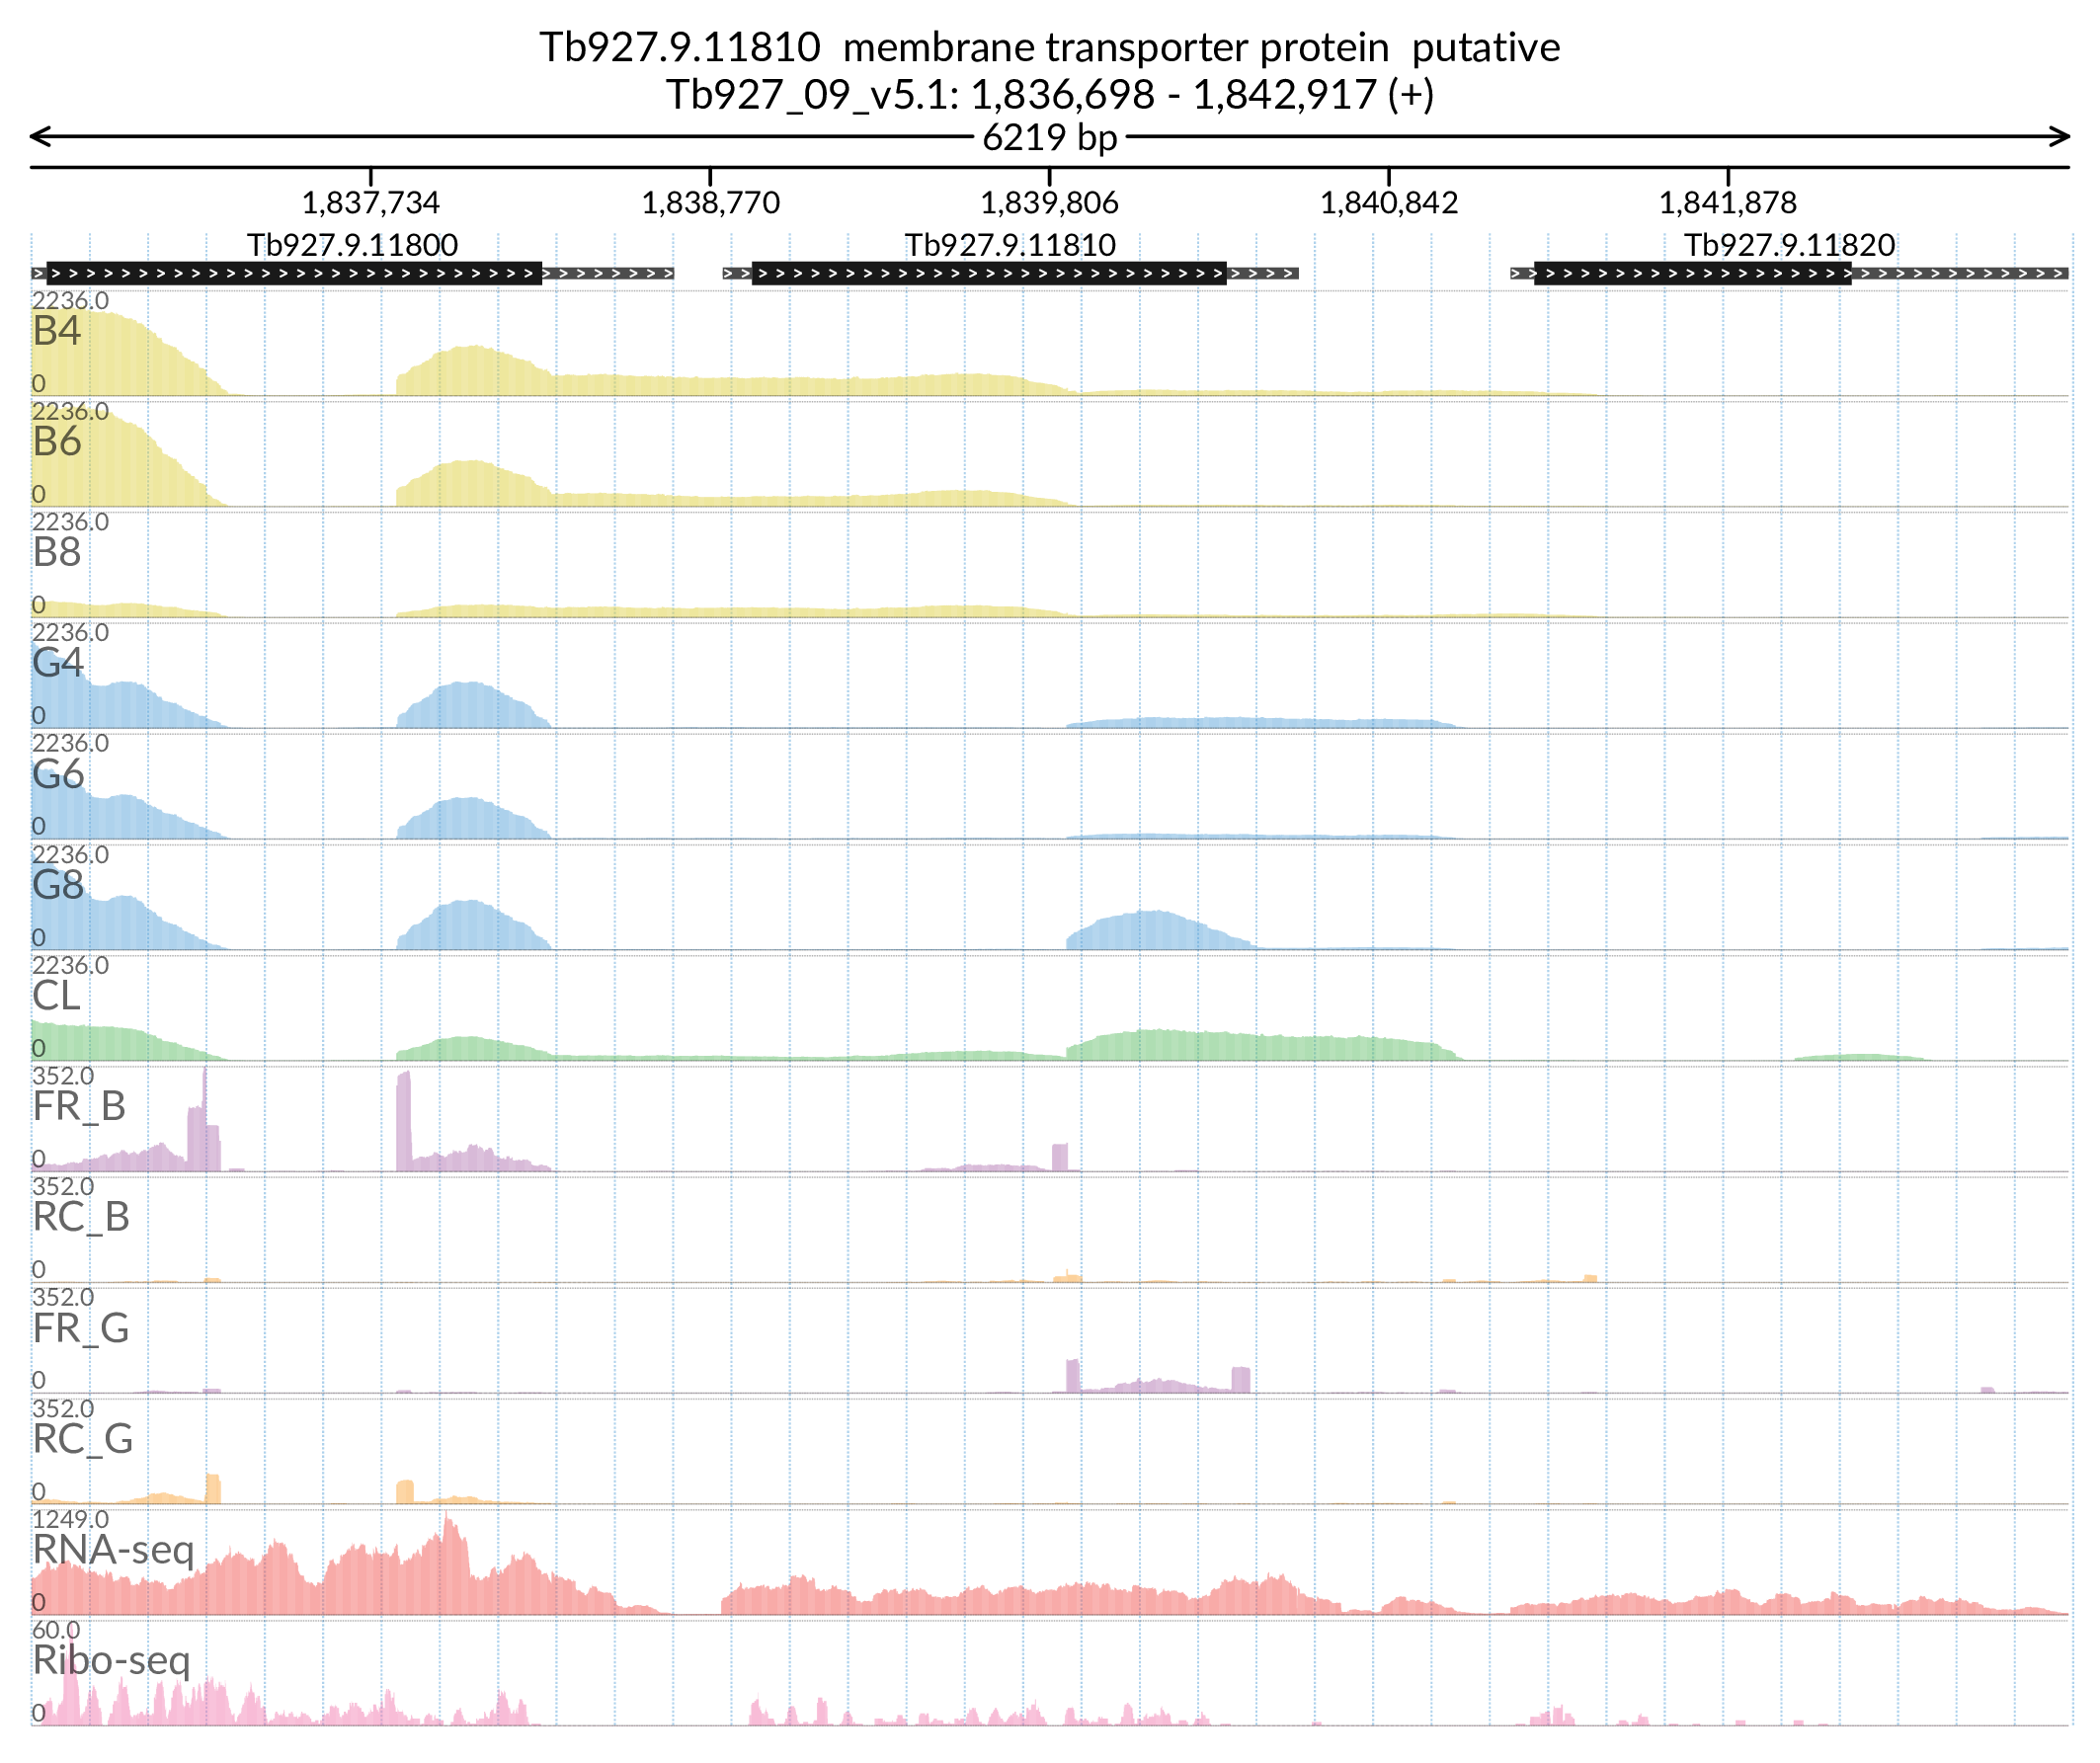 Tb927.9.11810 membrane transporter protein putative
Tb927_09_v5.1: 1,836,698 - 1,842,917 (+)
6219 bp
1,837,734 1,838,770 1,839,806 1,840,842 1,841,878
Tb927.9.11800 Tb927.9.11810 Tb927.9.11820
2236.0
B4
0
2236.0
B6
0
2236.0
B8
0
2236.0
G4
0
2236.0
G6
0
2236.0
G8
0
2236.0
CL
0
352.0
FR_B
0
352.0
RC_B
0
352.0
FR_G
0
352.0
RC_G
0
1249.0
RNA-seq
0
60.0
Ribo-seq
0